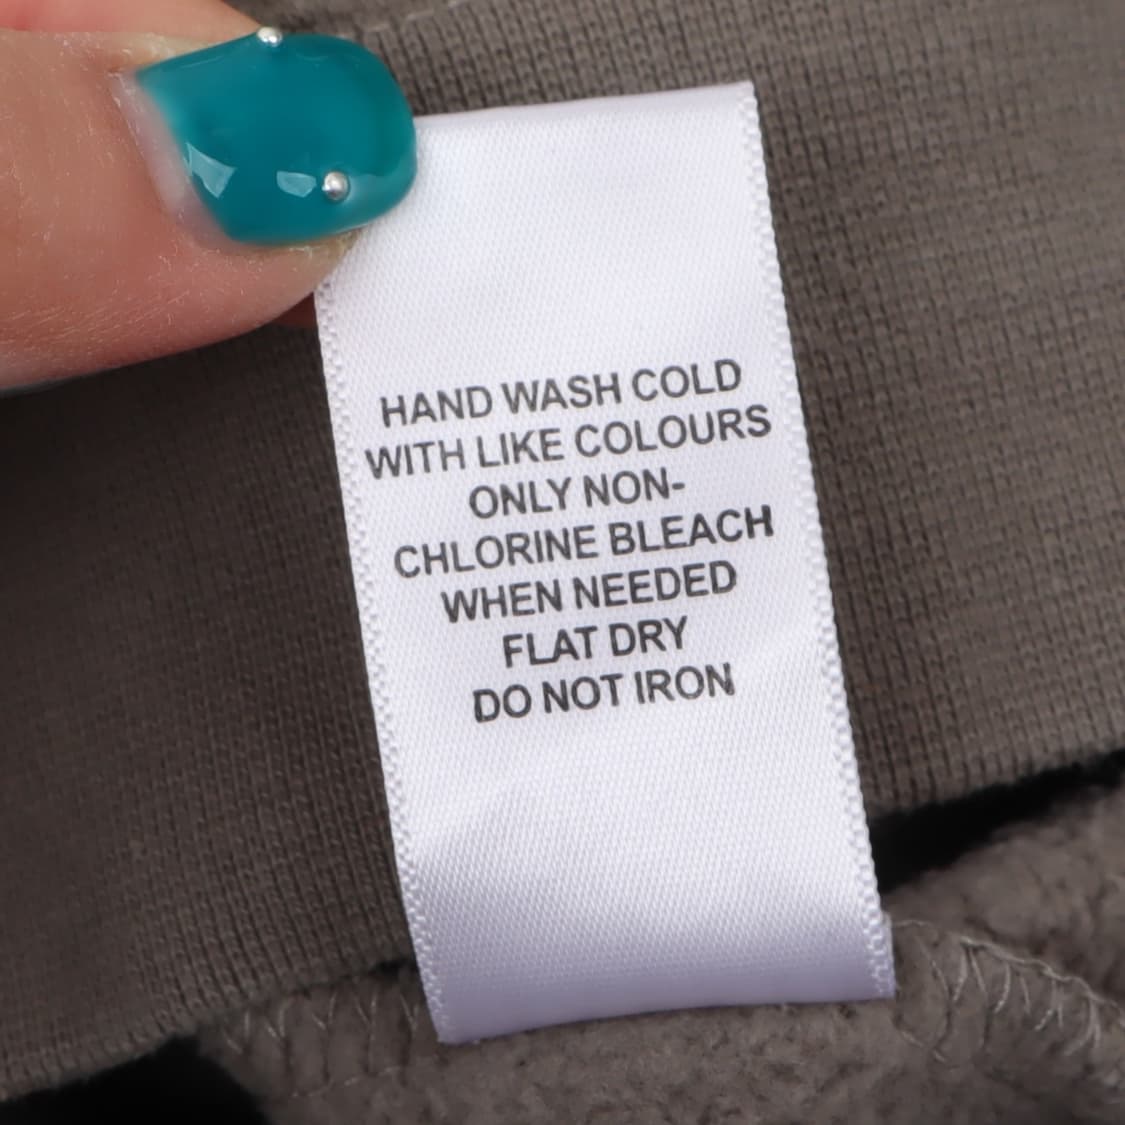 HAND WASH COLD
WITH LIKE COLOURS
ONLY NON-
CHLORINE BLEACH
WHEN NEEDED
FLAT DRY
DO NOT IRON